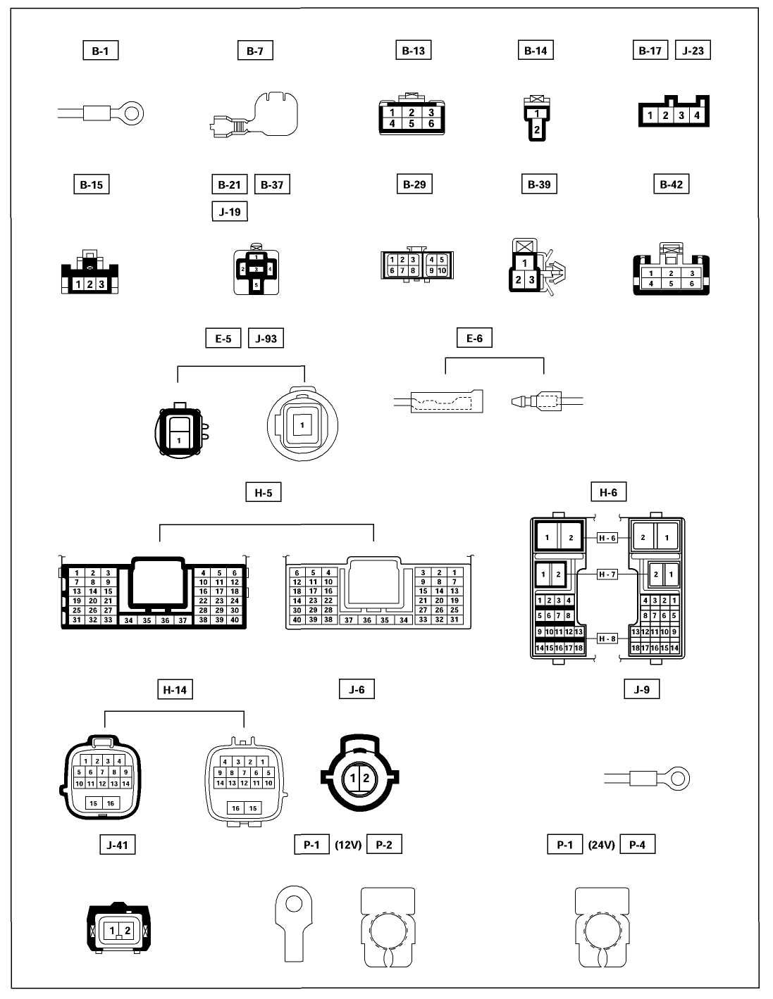 B-1 B-7 B-13 B-14 B-17 J-23
1 2 3
4 5 6
1
2
1 2 3 4
B-15 B-21 B-37 B-29 B-39 B-42
J-19
1 2 3
1
2 3 4
5
1 2 3 4 5
6 7 8 9 10
1
2 3
1 2 3
4 5 6
E-5 J-93 E-6
1
1
H-5 H-6
1 2 3 4 5 6
7 8 9 10 11 12
13 14 15 16 17 18
19 20 21 22 23 24
25 26 27 28 29 30
31 32 33 34 35 36 37 38 39 40
6 5 4 3 2 1
12 11 10 9 8 7
18 17 16 15 14 13
14 23 22 21 20 19
30 29 28 27 26 25
40 39 38 37 36 35 34 33 32 31
1 2 H - 6 2 1
1 2 H - 7 2 1
1 2 3 4 4 3 2 1
5 6 7 8 8 7 6 5
9 10 11 12 13 H - 8 13 12 11 10 9
14 15 16 17 18 18 17 16 15 14
H-14 J-6 J-9
1 2 3 4
5 6 7 8 9
10 11 12 13 14
15 16
4 3 2 1
9 8 7 6 5
14 13 12 11 10
16 15
1 2
J-41 P-1 (12V) P-2 P-1 (24V) P-4
1 2